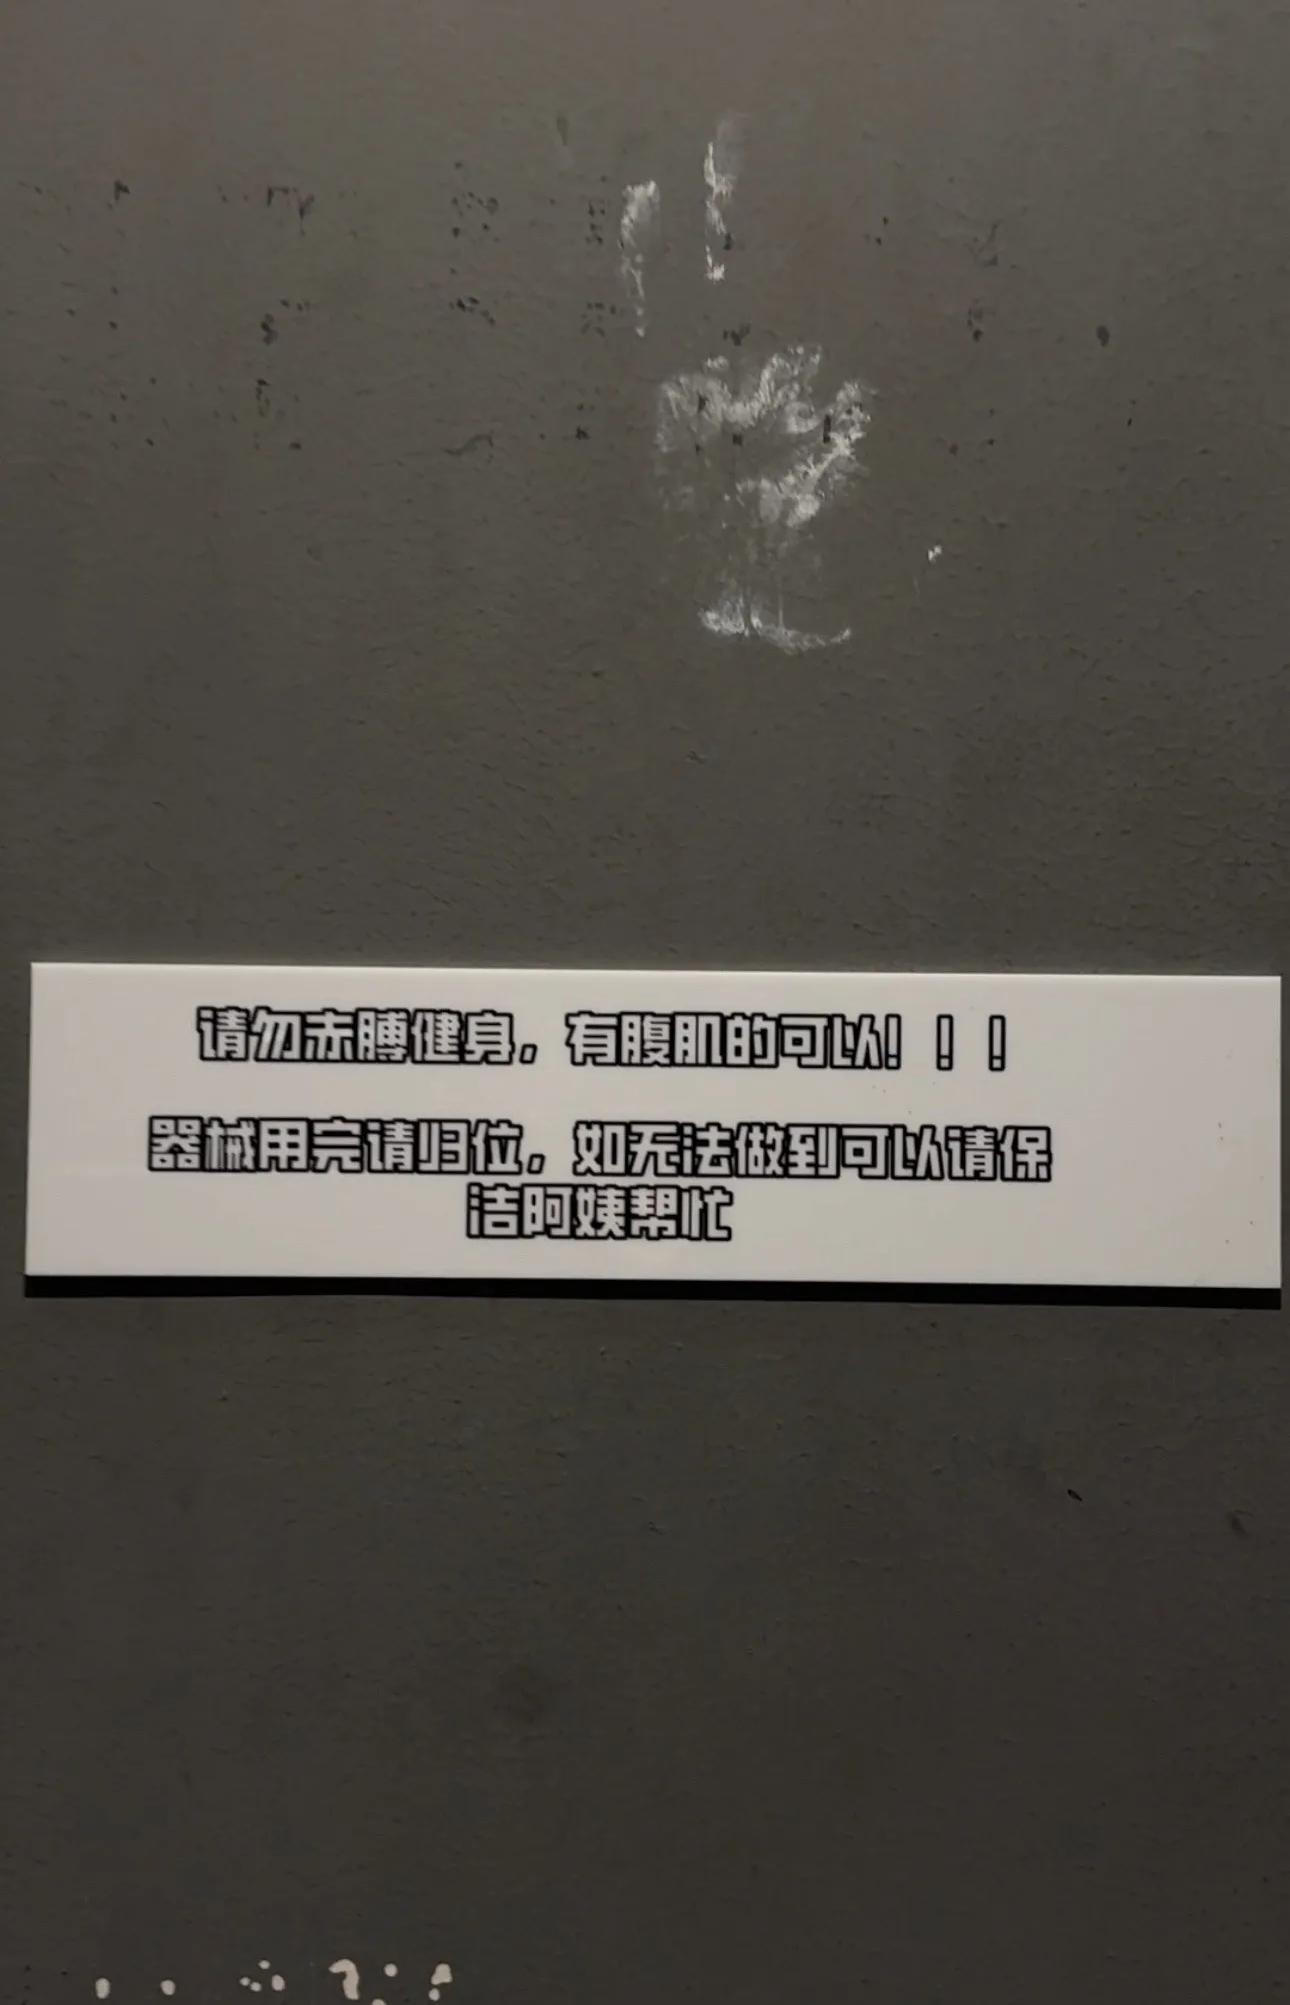 请勿赤膊健身，有腹肌的可以！！！
器械用完请归位，如无法做到可以请保
洁阿姨帮忙